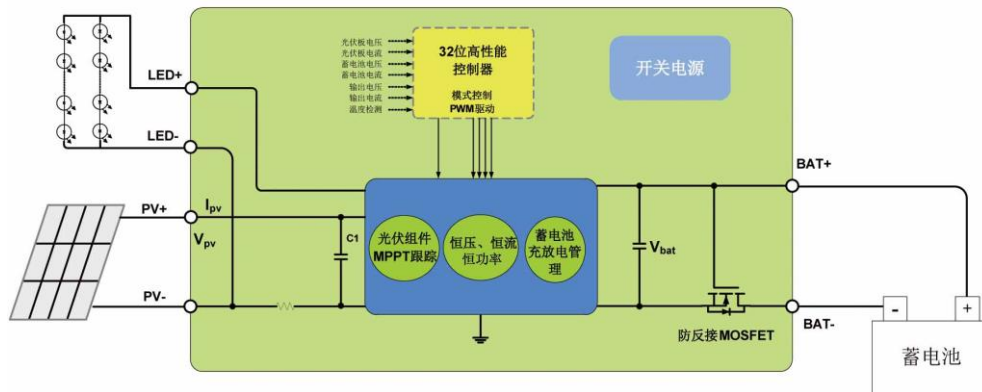 光伏板电压
光伏板电流
蓄电池电压
蓄电池电流
输出电压
输出电流
温度检测
32位高性能
控制器
模式控制
PWM驱动
开关电源
LED+
LED-
BAT+
PV+
Ipv
Vpv
C1
光伏组件
MPPT跟踪
恒压、恒流
恒功率
蓄电池
充放电管
理
Vbat
PV-
防反接MOSFET
BAT-
-
+
蓄电池